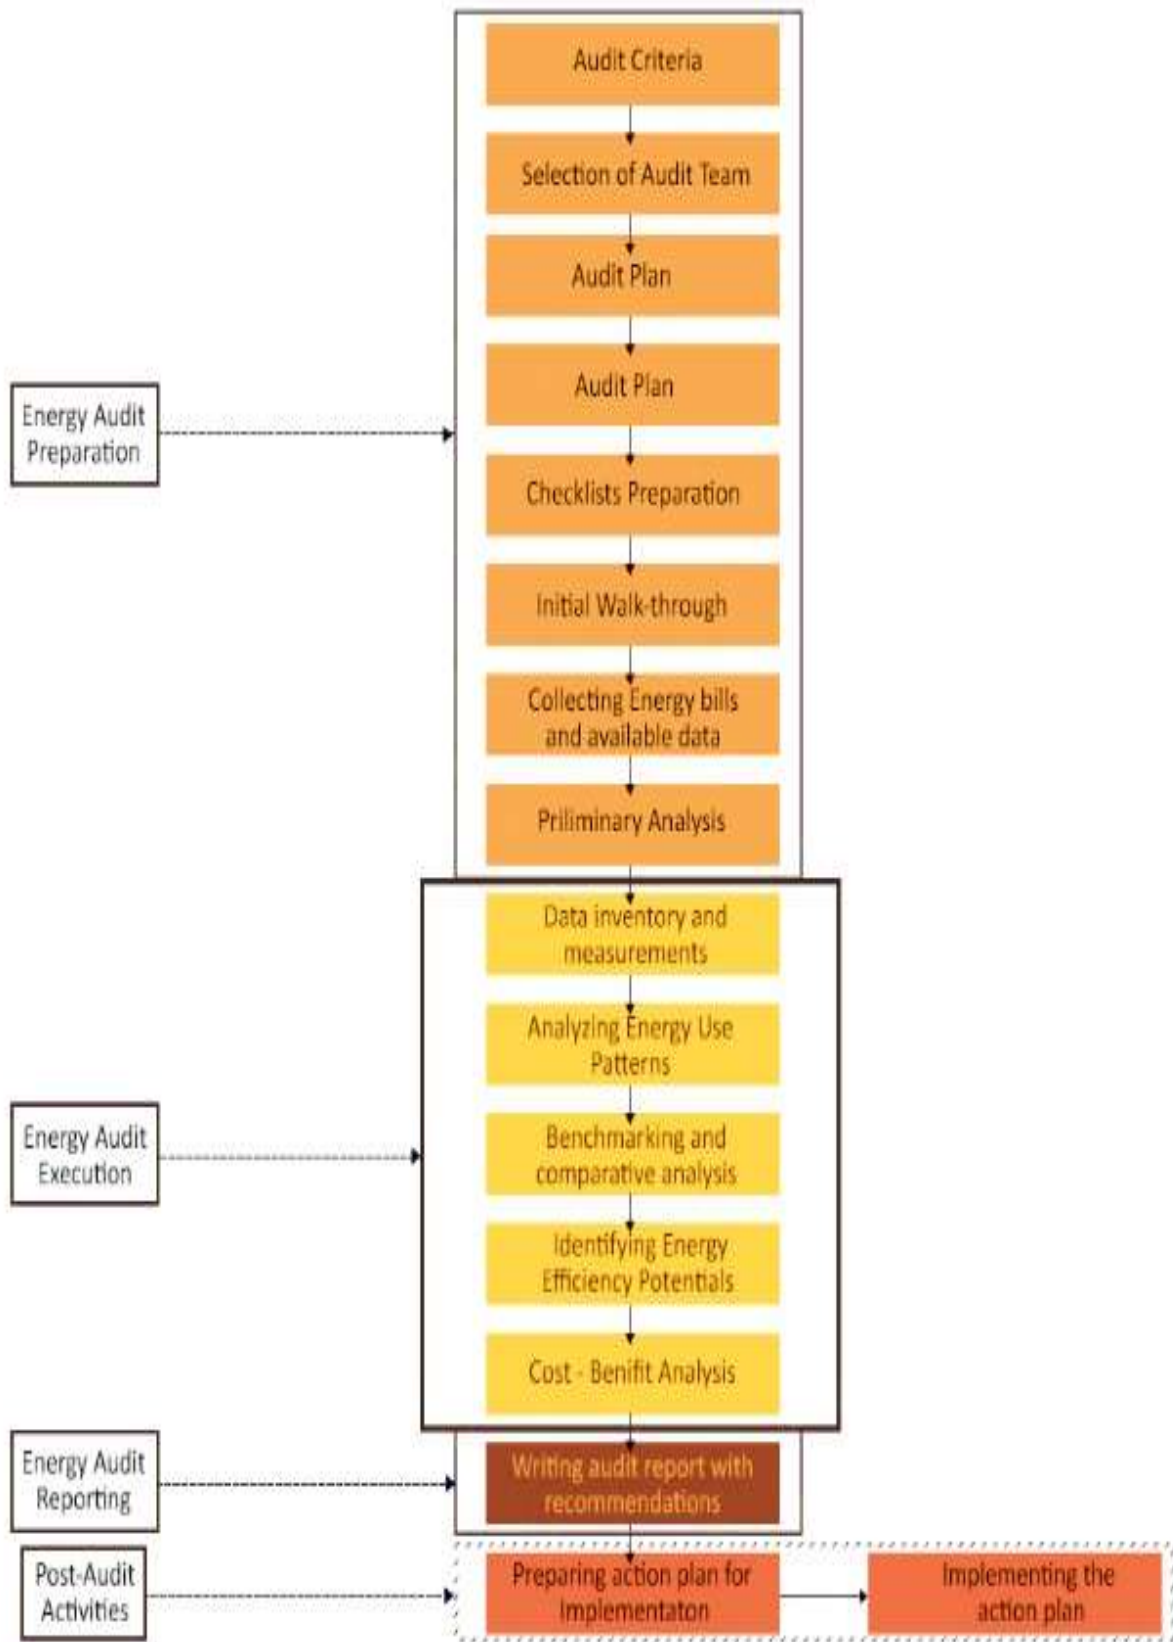 Audit Criteria
Selection of Audit Team
Audit Plan
Audit Plan
Energy Audit
Preparation
Checklists Preparation
Initial Walk-through
Collecting Energy bills
and available data
Priliminary Analysis
Data inventory and
measurements
Analyzing Energy Use
Patterns
Energy Audit
Execution
Benchmarking and
comparative analysis
Identifying Energy
Efficiency Potentials
Cost - Benifit Analysis
Energy Audit
Reporting
Writing audit report with
recommendations
Post-Audit
Activities
Preparing action plan for
Implementaton
Implementing the
action plan